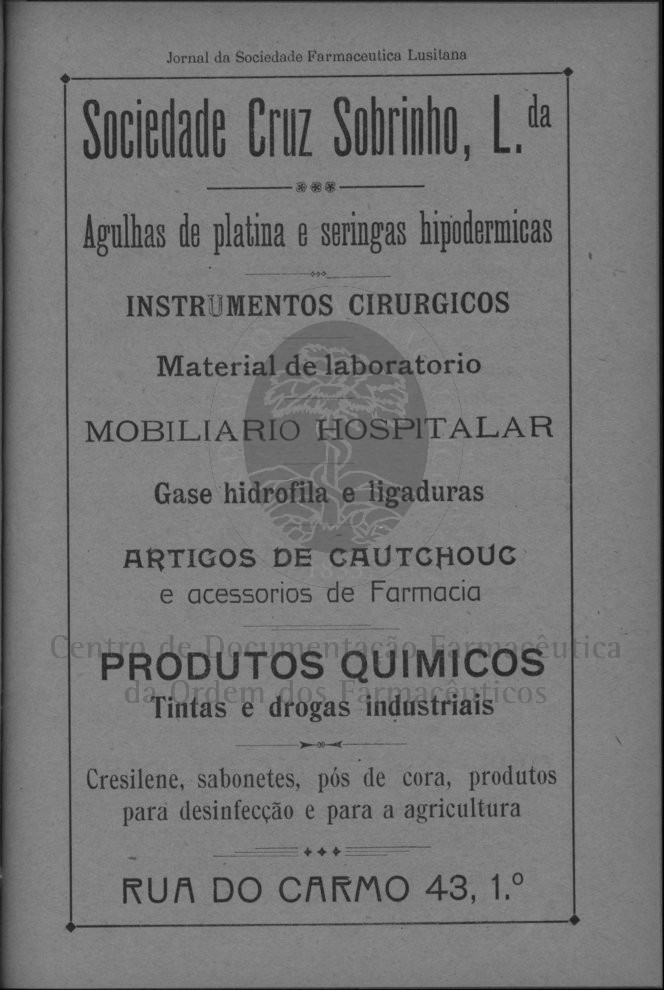 Jornal da Sociedade Farmaceutica Lusitana
Sociedade Cruz Sobrinho, L.da
Agulhas de platina e seringas hipodermicas
INSTRUMENTOS CIRURGICOS
Material de laboratorio
MOBILIARIO HOSPITALAR
Gase hidrofila e ligaduras
ARTIGOS DE CAUTCHOUC
e acessorios de Farmacia
Centro de Documentação Farmacêutica
PRODUTOS QUIMICOS
da Ordem dos Farmacêuticos
Tintas e drogas industriais
Cresilene, sabonetes, pós de cora, produtos
para desinfecção e para a agricultura
RUA DO CARMO 43, 1.º